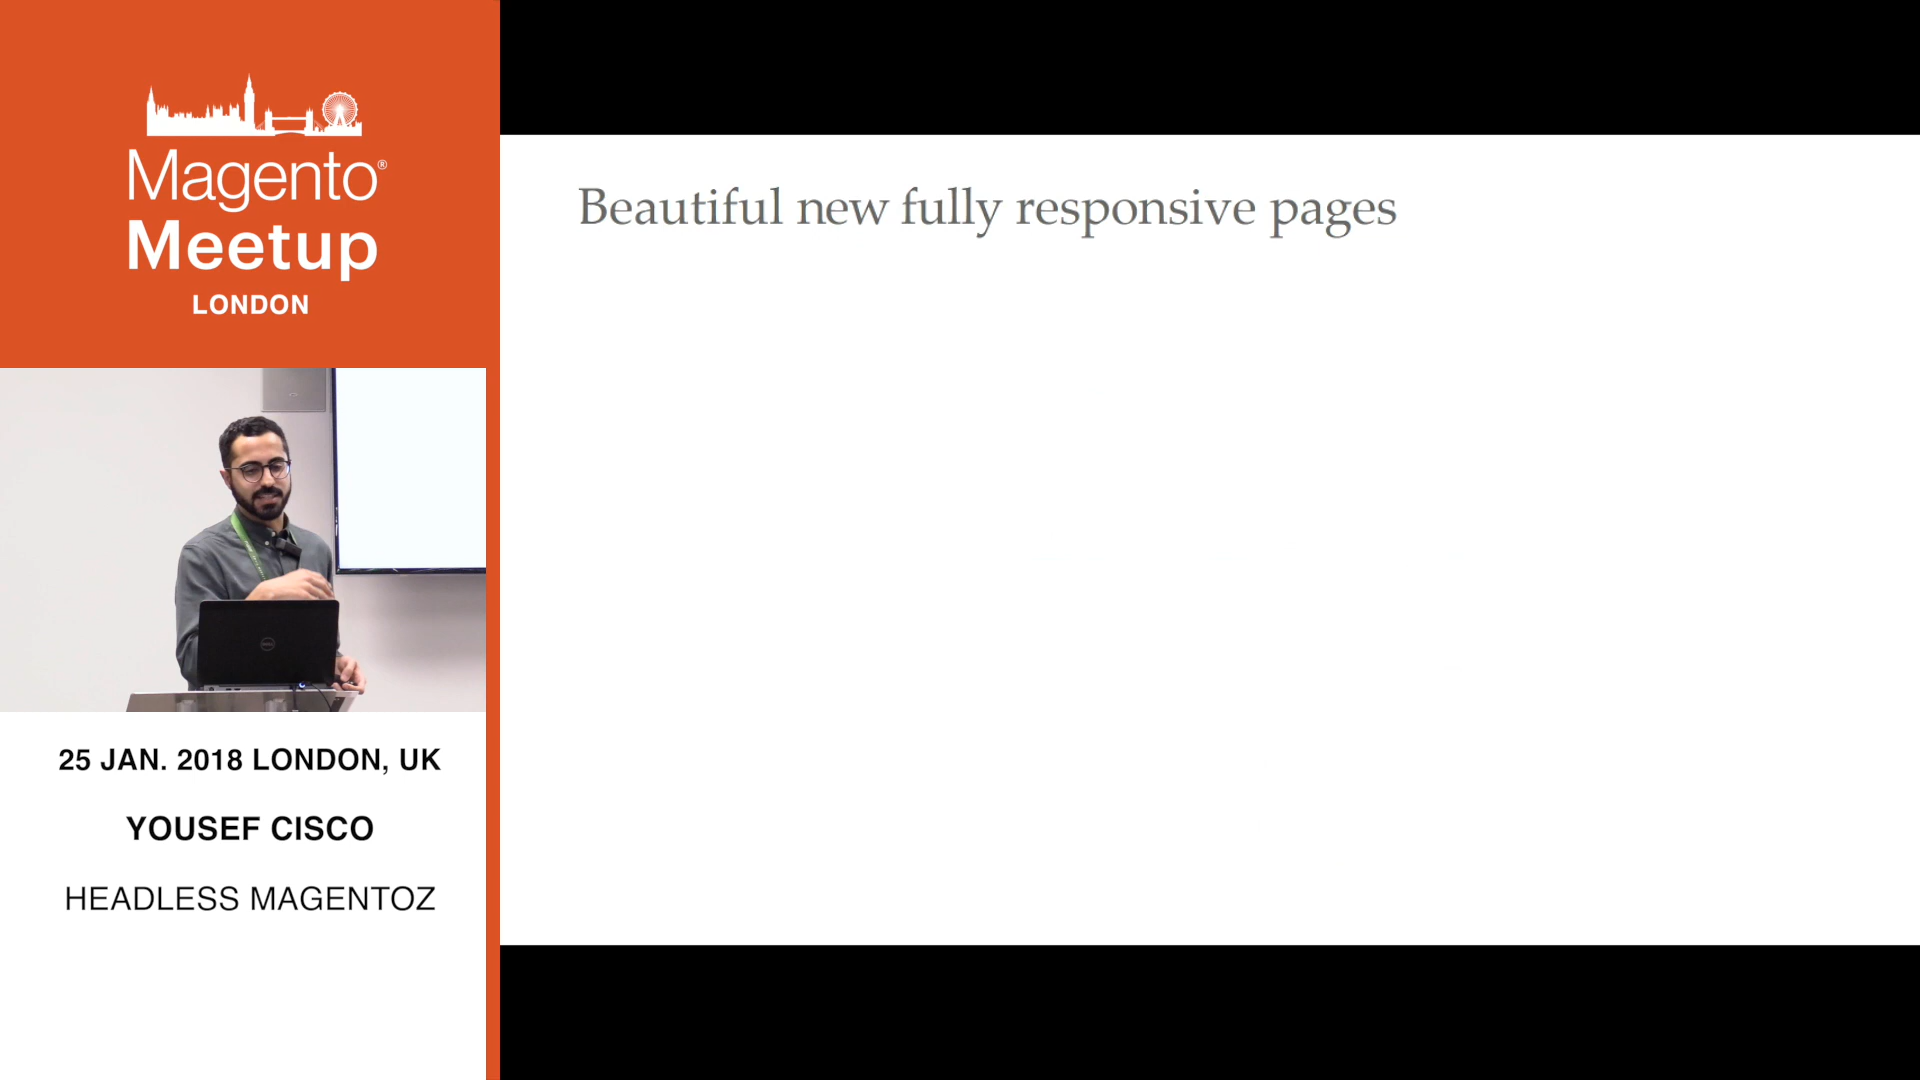 Magento®
Meetup
LONDON
25 JAN. 2018 LONDON, UK
YOUSEF CISCO
HEADLESS MAGENTOZ
Beautiful new fully responsive pages